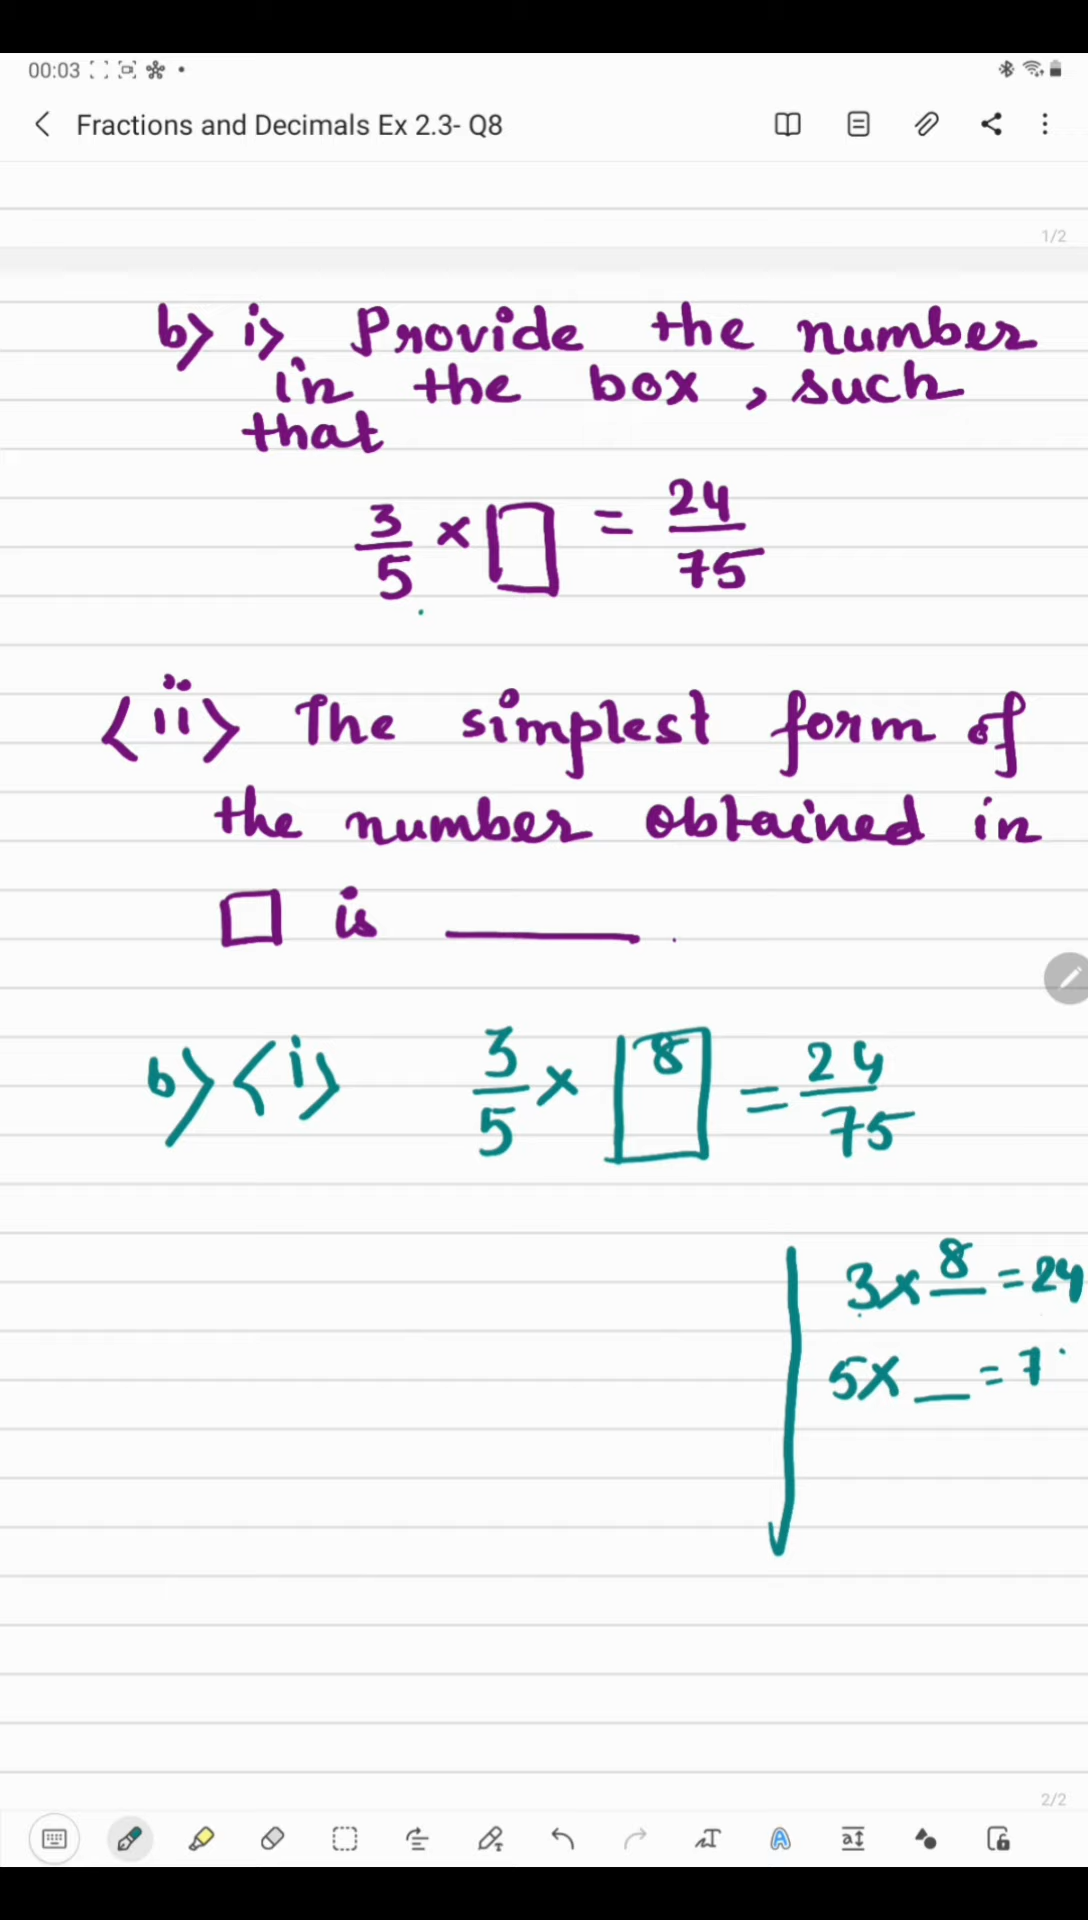 00:03
Fractions and Decimals Ex 2.3- Q8
1/2
b) i) Provide the number
in the box, such
that
3/5 × □ = 24/75
<ii> The simplest form of
the number obtained in
□ is ______.
b) <i> 3/5 × [8] = 24/75
3 × 8 = 24
5 × __ = 7
2/2